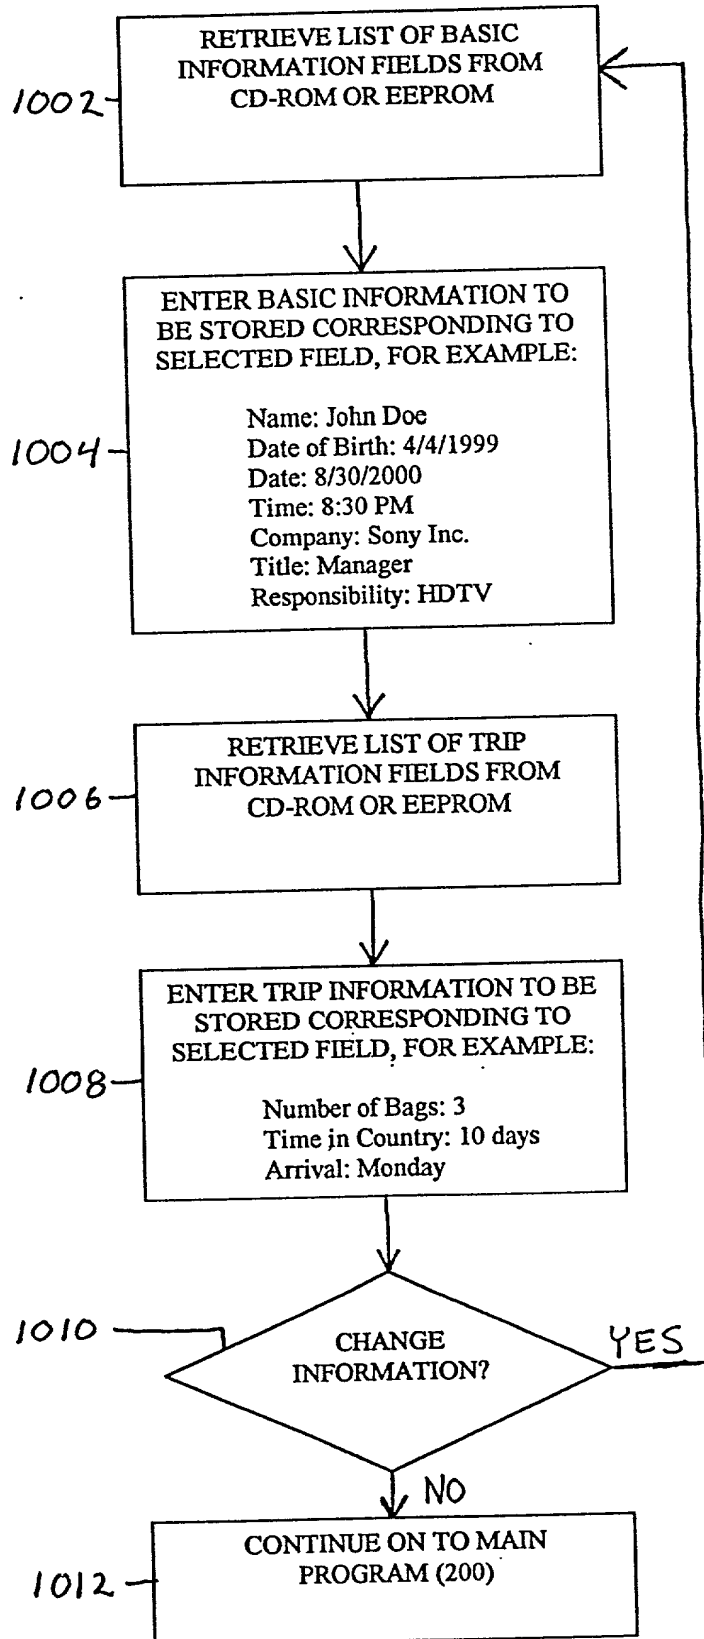 RETRIEVE LIST OF BASIC
INFORMATION FIELDS FROM
CD-ROM OR EEPROM
1002
ENTER BASIC INFORMATION TO
BE STORED CORRESPONDING TO
SELECTED FIELD, FOR EXAMPLE:
Name: John Doe
Date of Birth: 4/4/1999
1004
Date: 8/30/2000
Time: 8:30 PM
Company: Sony Inc.
Title: Manager
Responsibility: HDTV
RETRIEVE LIST OF TRIP
INFORMATION FIELDS FROM
1006
CD-ROM OR EEPROM
ENTER TRIP INFORMATION TO BE
STORED CORRESPONDING TO
SELECTED FIELD, FOR EXAMPLE:
1008
Number of Bags: 3
Time in Country: 10 days
Arrival: Monday
1010
CHANGE
INFORMATION?
YES
NO
CONTINUE ON TO MAIN
PROGRAM (200)
1012